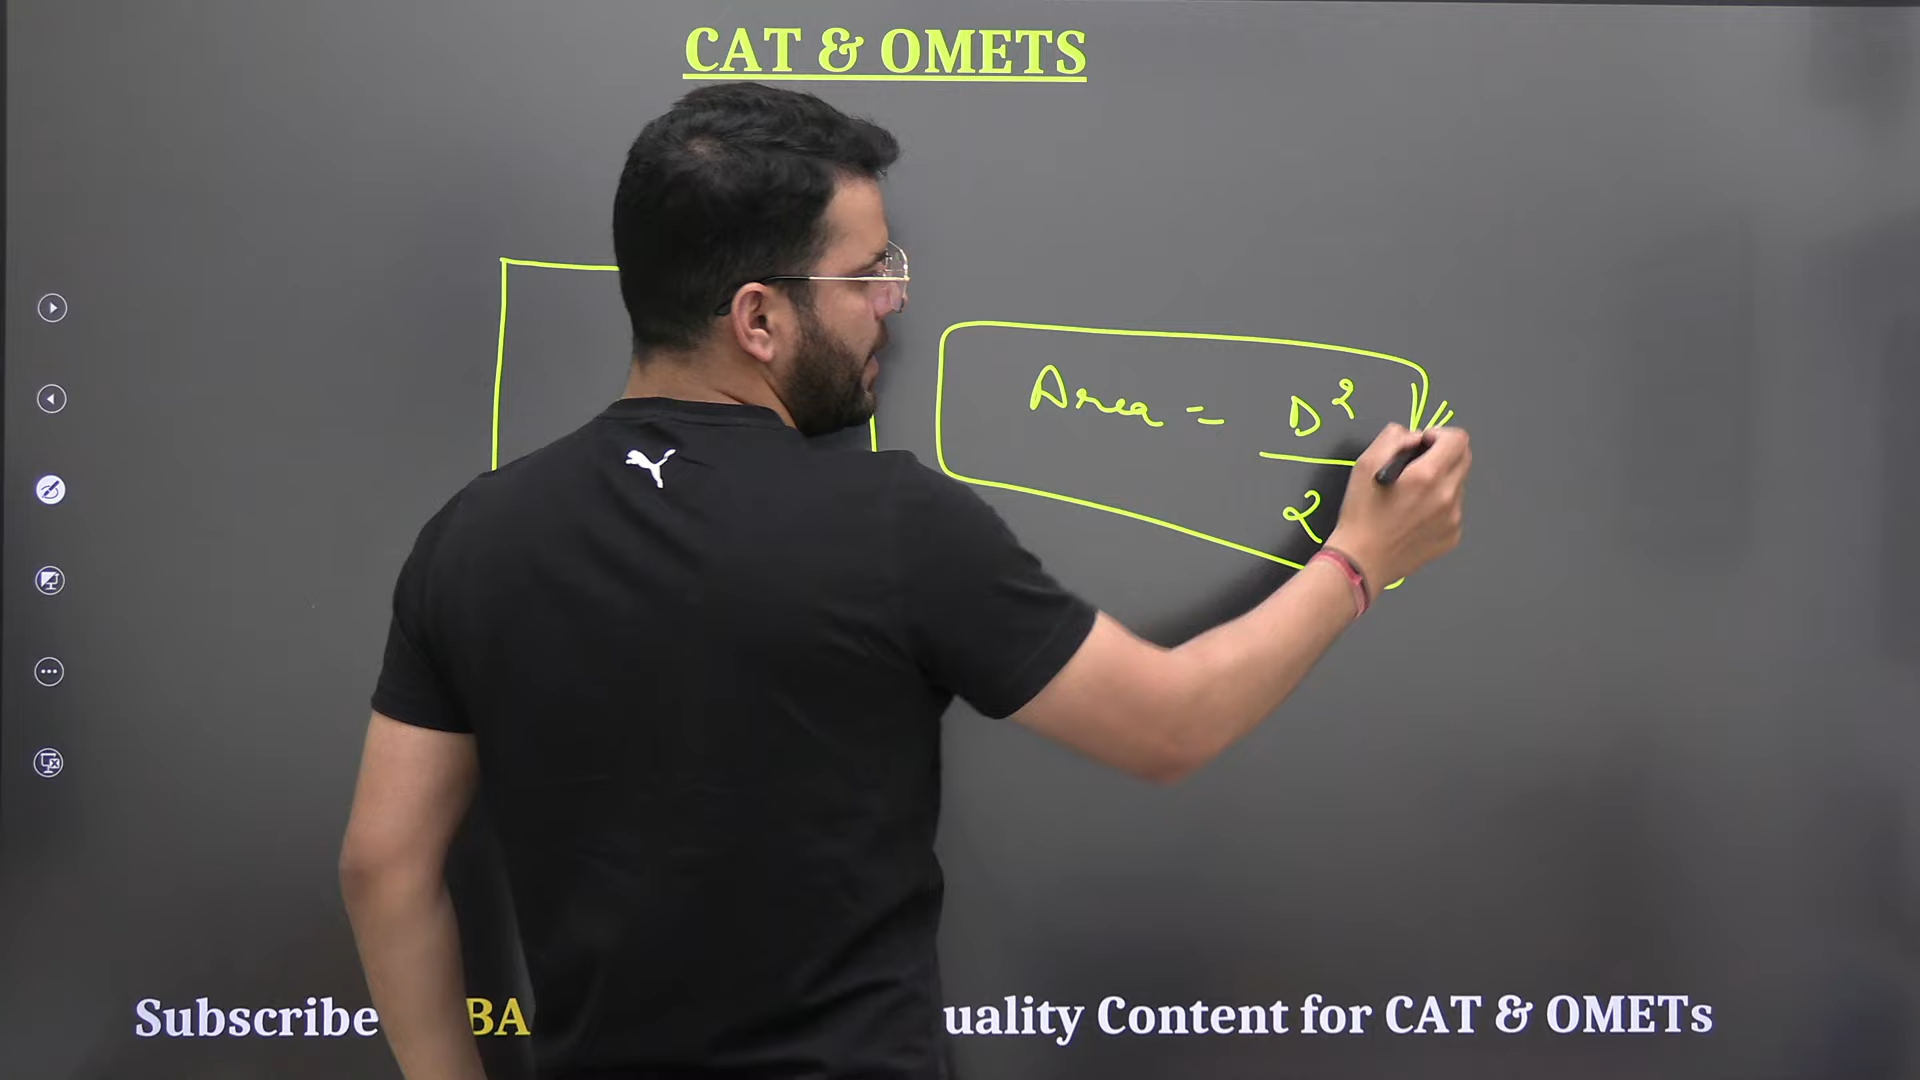 CAT & OMETS
Area = D²
2
Subscribe BA uality Content for CAT & OMETs